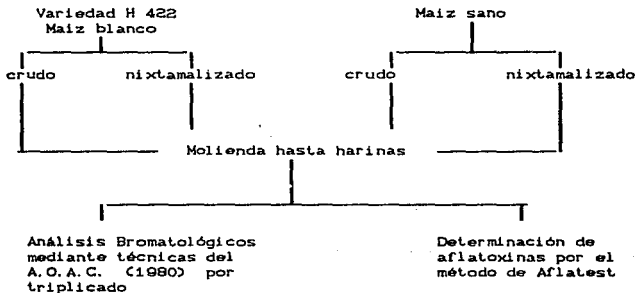 Variedad H 422
Maiz blanco
Maiz sano
crudo
nixtamalizado
crudo
nixtamalizado
Molienda hasta harinas
Análisis Bromatológicos
mediante técnicas del
A.O.A.C. (1980) por
triplicado
Determinación de
aflatoxinas por el
método de Aflatest